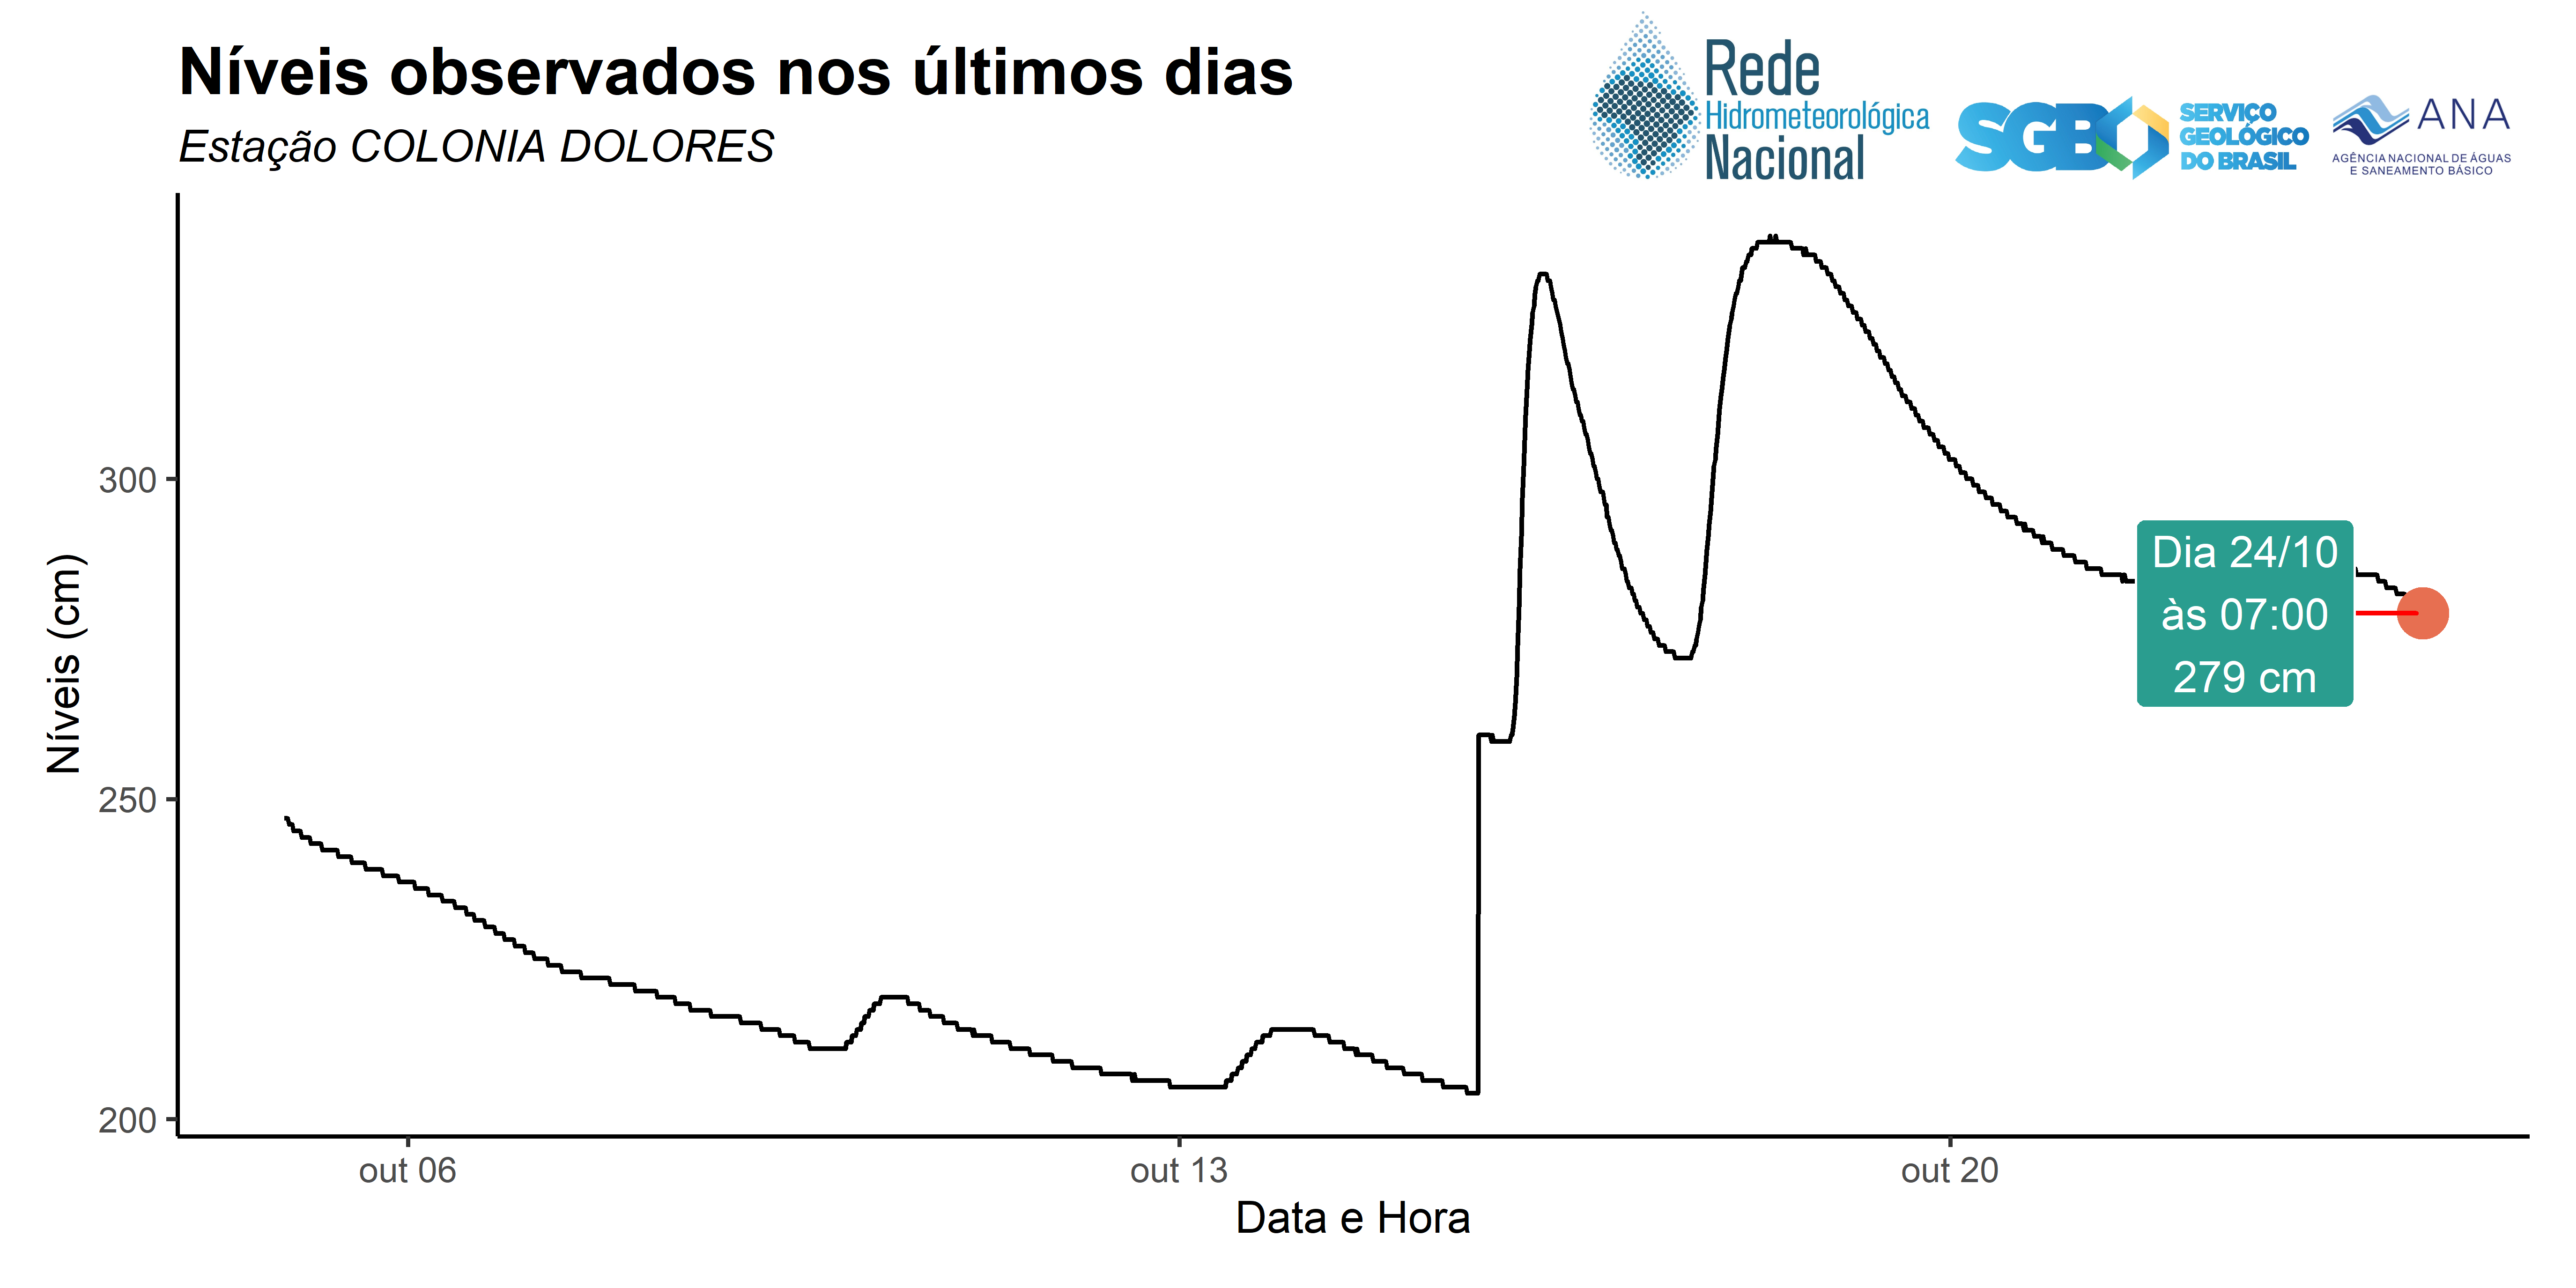 Níveis observados nos últimos dias
Estação COLONIA DOLORES
Rede
Hidrometeorológica
Nacional
SGB
SERVIÇO
GEOLÓGICO
DO BRASIL
ANA
AGÊNCIA NACIONAL DE ÁGUAS
E SANEAMENTO BÁSICO
Níveis (cm)
300
250
200
Dia 24/10
às 07:00
279 cm
out 06
out 13
out 20
Data e Hora